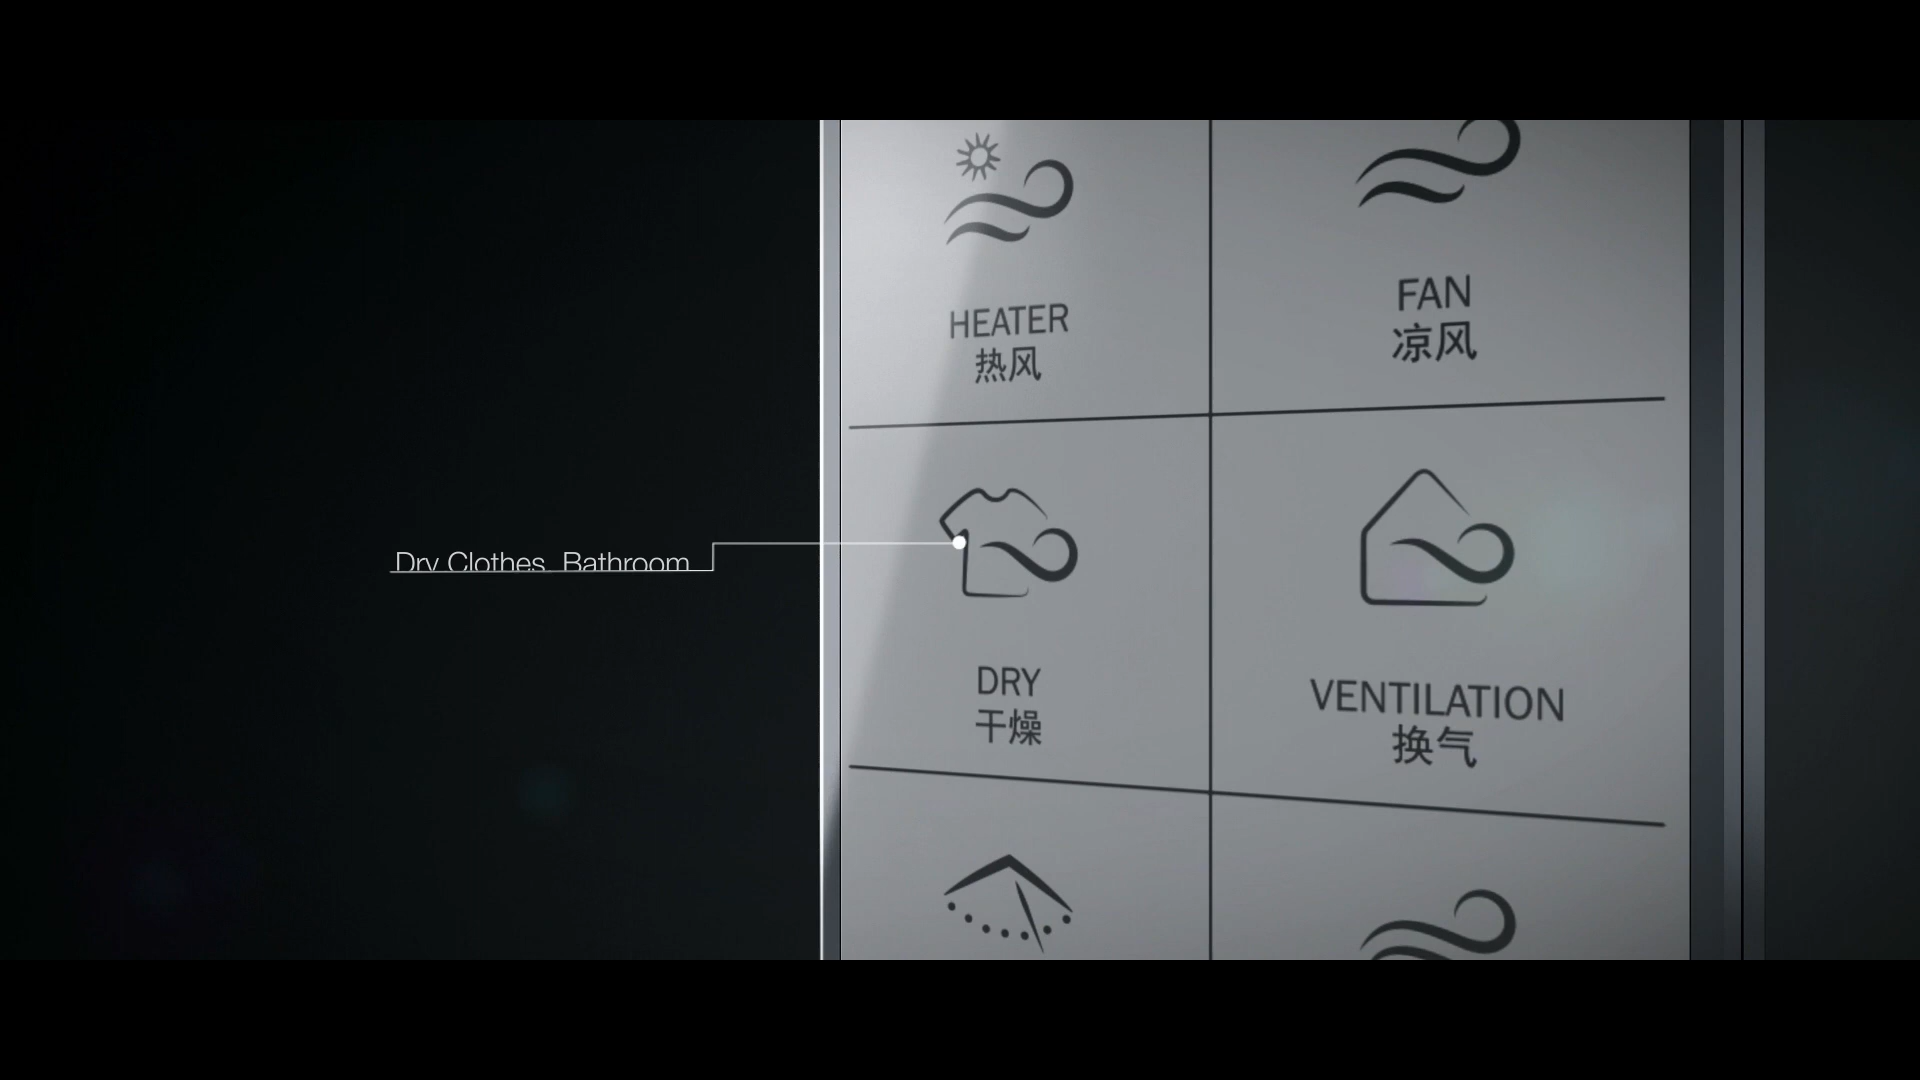 HEATER
热风
FAN
凉风
Dry Clothes, Bathroom
DRY
干燥
VENTILATION
换气